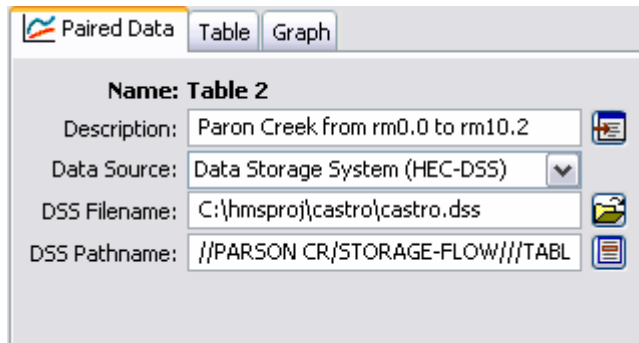 Paired Data Table Graph
Name: Table 2
Description: Paron Creek from rm0.0 to rm10.2
Data Source: Data Storage System (HEC-DSS)
DSS Filename: C:\hmsproj\castro\castro.dss
DSS Pathname: //PARSON CR/STORAGE-FLOW///TABL